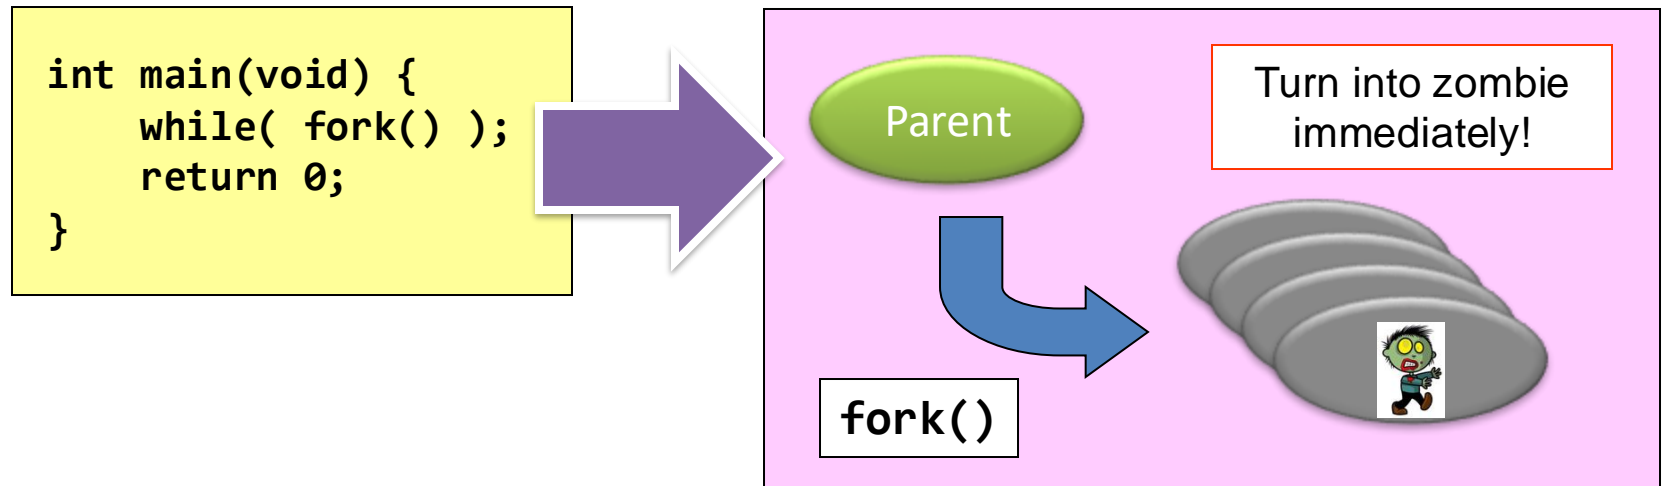 int main(void) {
    while( fork() );
    return 0;
}
Parent
Turn into zombie
immediately!
fork()